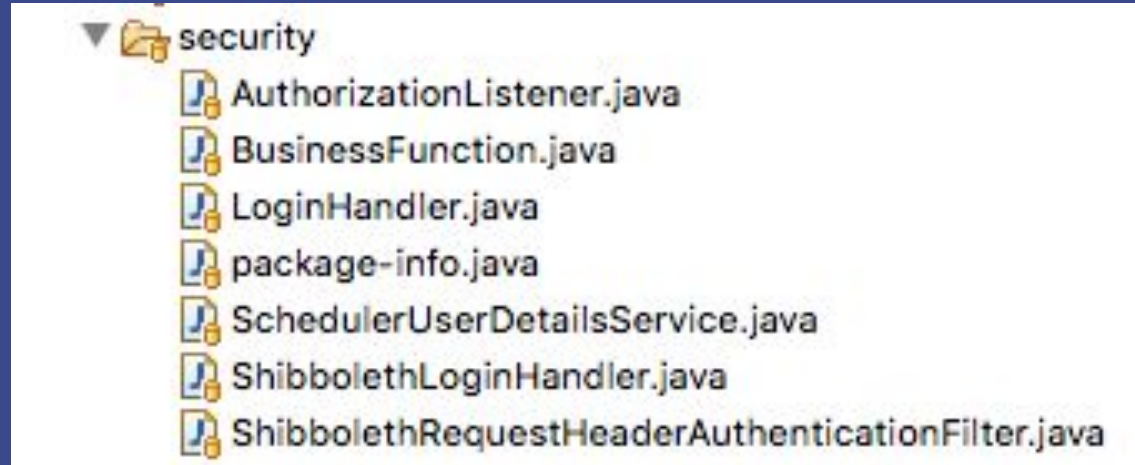 security
AuthorizationListener.java
BusinessFunction.java
LoginHandler.java
package-info.java
SchedulerUserDetailsService.java
ShibbolethLoginHandler.java
ShibbolethRequestHeaderAuthenticationFilter.java